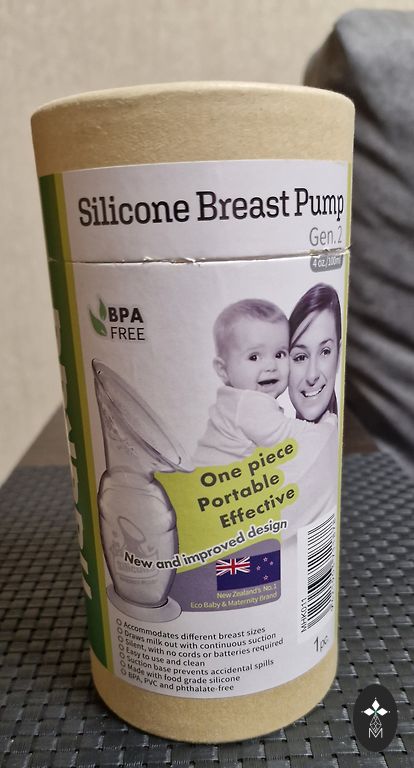 Silicone Breast Pump
Gen. 2
4 oz./100ml
BPA
FREE
One piece
Portable
Effective
New and improved design
New Zealand's No.1
Eco Baby & Maternity Brand
Accommodates different breast sizes
Draws milk out with continuous suction
Silent, with no cords or batteries required
Easy to use and clean
Suction base prevents accidental spills
Made with food grade silicone
BPA, PVC and phthalate-free
MHK011
1 pc.
M